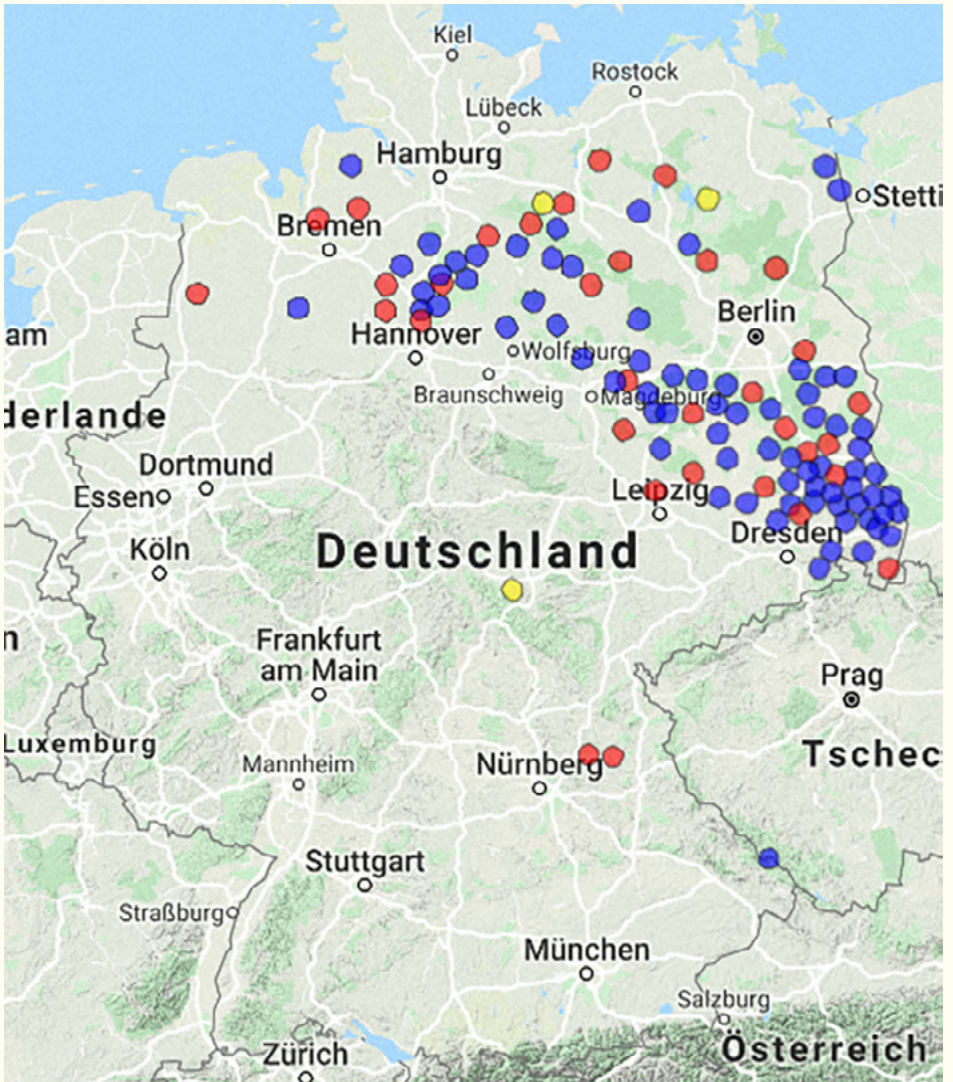 Kiel
Rostock
Lübeck
Hamburg
Stetti
Bremen
Berlin
am
Hannover
Wolfsburg
Braunschweig
Magdeburg
derlande
Dortmund
Essen
Leipzig
Dresden
Köln
Deutschland
n
Frankfurt
am Main
Prag
Luxemburg
Tschec
Mannheim
Nürnberg
Stuttgart
Straßburg
München
Salzburg
Österreich
Zürich